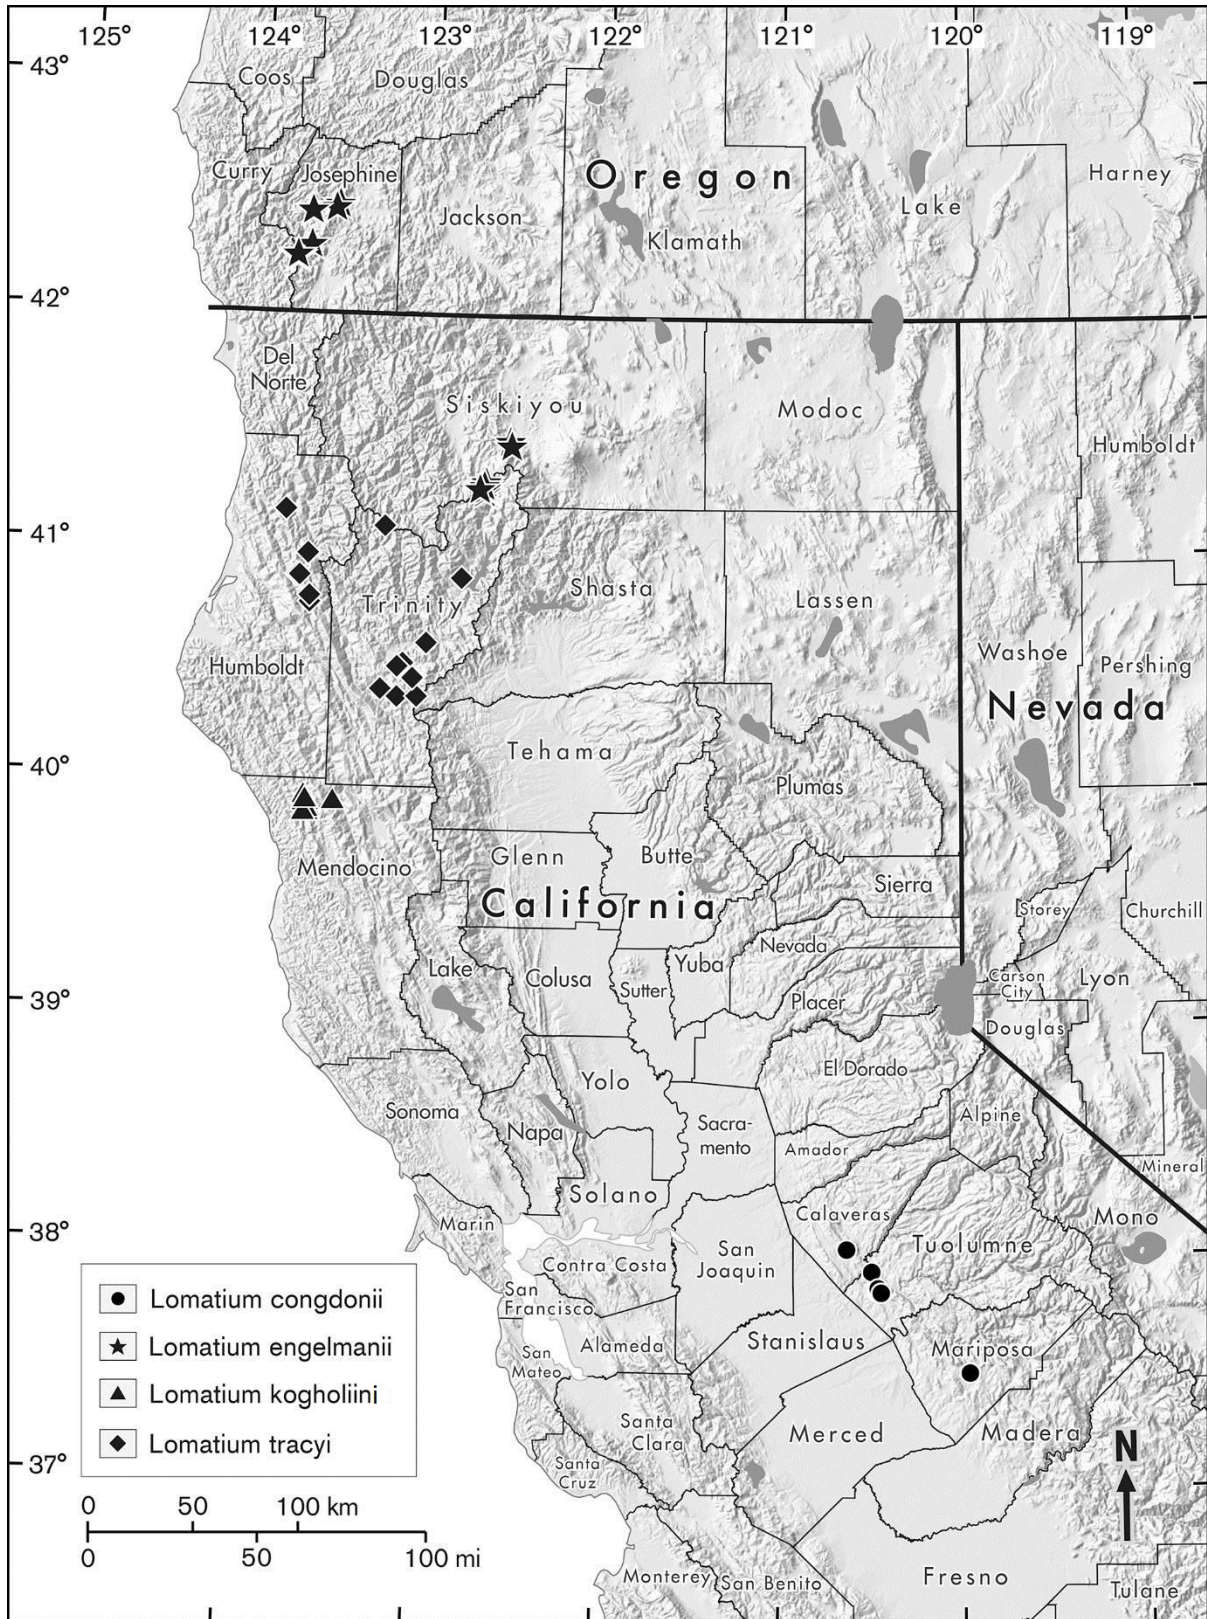 125° 124° 123° 122° 121° 120° 119°
43°
Coos
Douglas
Curry
Josephine
Oregon
Harney
Jackson
Lake
Klamath
42°
Del
Norte
Siskiyou
Modoc
Humboldt
41°
Shasta
Trinity
Lassen
Humboldt
Washoe
Pershing
Nevada
Tehama
40°
Plumas
Mendocino
Glenn
Butte
Sierra
California
Storey
Churchill
Nevada
Lake
Colusa
Yuba
Sutter
Carson
City
Lyon
39°
Placer
Douglas
El Dorado
Yolo
Sonoma
Napa
Sacra-
mento
Alpine
Amador
Mineral
Solano
Calaveras
Marin
38°
Mono
Tuolumne
San
Joaquin
Contra Costa
San
Francisco
Alameda
Stanislaus
San
Mateo
Mariposa
Santa
Clara
Merced
Madera
N
37°
Santa
Cruz
Monterey
San Benito
Fresno
Tulane
Lomatium congdonii
Lomatium engelmanii
Lomatium kogholiini
Lomatium tracyi
0 50 100 km
0 50 100 mi